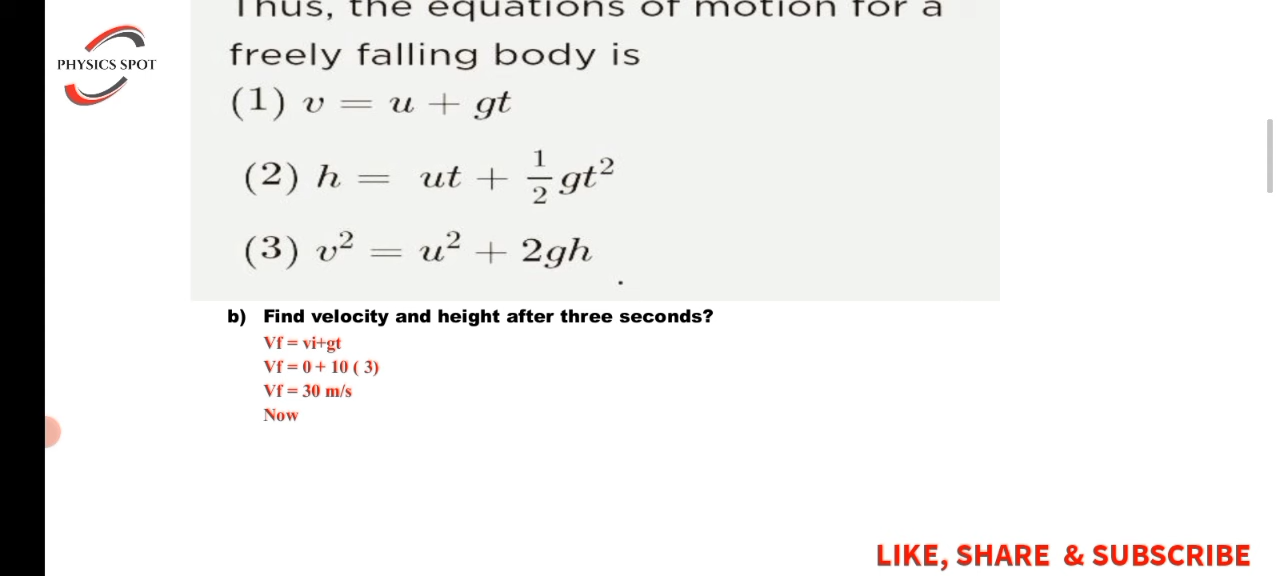 PHYSICS SPOT
Thus, the equations of motion for a
freely falling body is
(1) v = u + gt
(2) h = ut + 1/2 gt²
(3) v² = u² + 2gh
.
b) Find velocity and height after three seconds?
Vf = vi+gt
Vf = 0 + 10 ( 3)
Vf = 30 m/s
Now
LIKE, SHARE & SUBSCRIBE